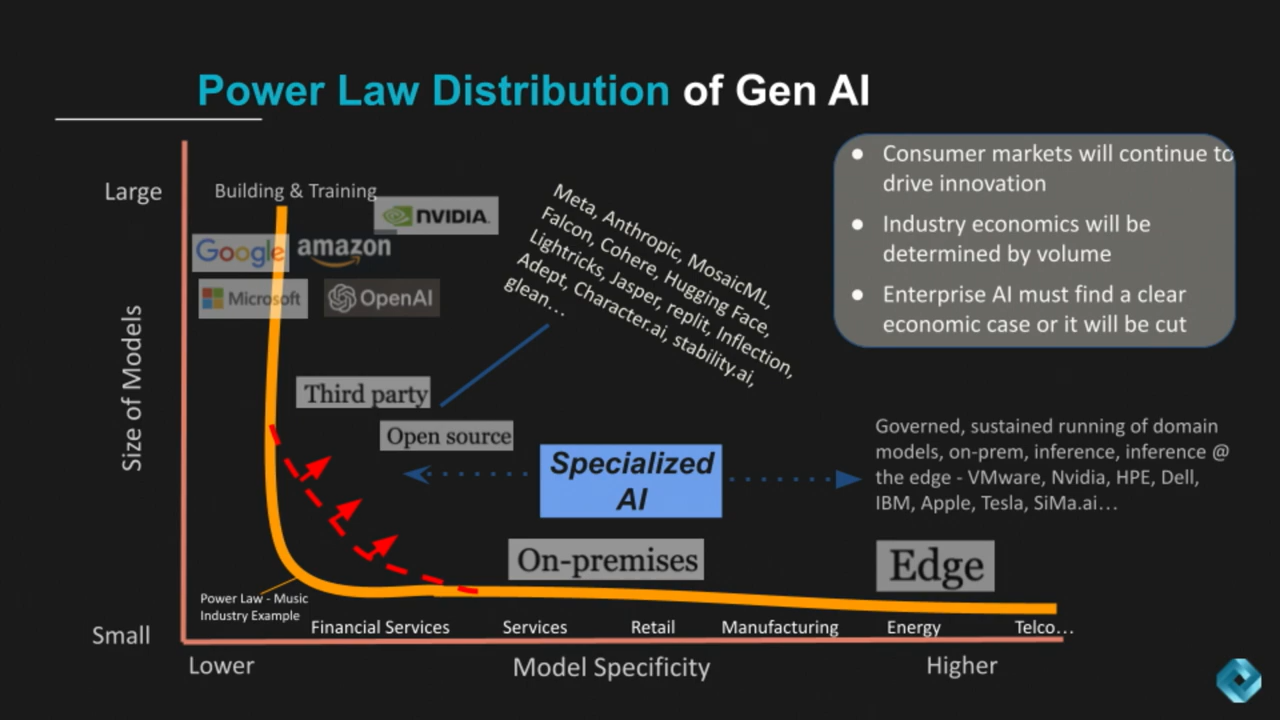 Power Law Distribution of Gen AI
Large
Building & Training
NVIDIA
Google
amazon
Microsoft
OpenAI
Meta, Anthropic, MosaicML,
Falcon, Cohere, Hugging Face,
Lightricks, Jasper, replit, Inflection,
Adept, Character.ai, stability.ai,
glean...
● Consumer markets will continue to
drive innovation
● Industry economics will be
determined by volume
● Enterprise AI must find a clear
economic case or it will be cut
Size of Models
Third party
Open source
Specialized
AI
Governed, sustained running of domain
models, on-prem, inference, inference @
the edge - VMware, Nvidia, HPE, Dell,
IBM, Apple, Tesla, SiMa.ai...
On-premises
Edge
Power Law - Music
Industry Example
Small
Financial Services
Services
Retail
Manufacturing
Energy
Telco...
Lower
Model Specificity
Higher